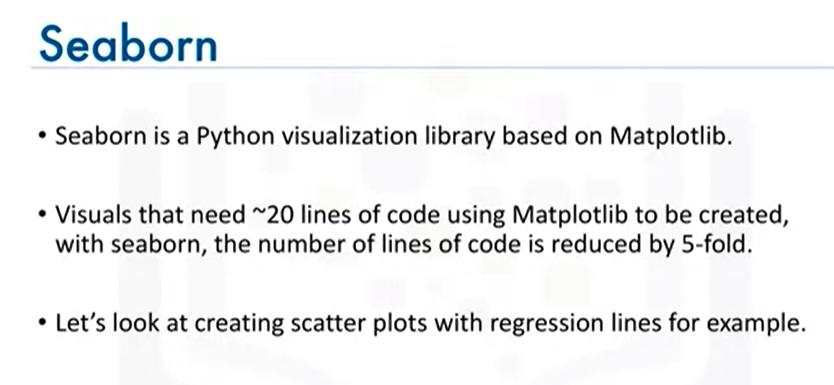 Seaborn
• Seaborn is a Python visualization library based on Matplotlib.
• Visuals that need ~20 lines of code using Matplotlib to be created,
with seaborn, the number of lines of code is reduced by 5-fold.
• Let’s look at creating scatter plots with regression lines for example.